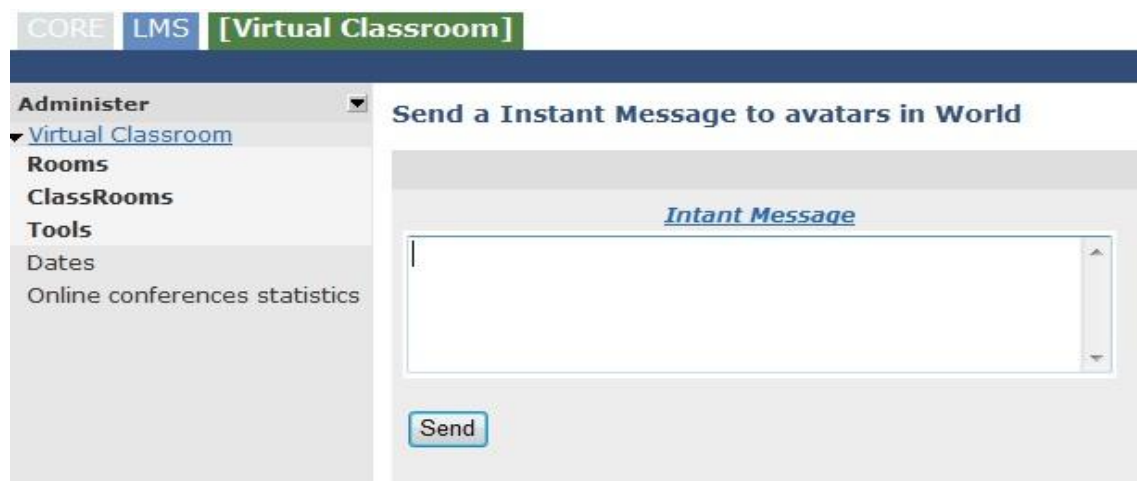 CORE LMS [Virtual Classroom]
Administer
Virtual Classroom
Rooms
ClassRooms
Tools
Dates
Online conferences statistics
Send a Instant Message to avatars in World
Intant Message
Send